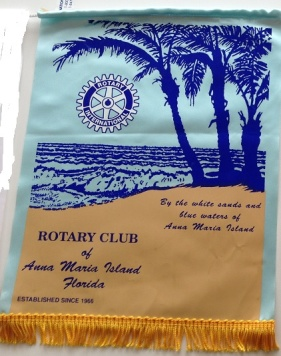 ROTARY
INTERNATIONAL
By the white sands and
blue waters of
Anna Maria Island
ROTARY CLUB
of
Anna Maria Island
Florida
ESTABLISHED SINCE 1968